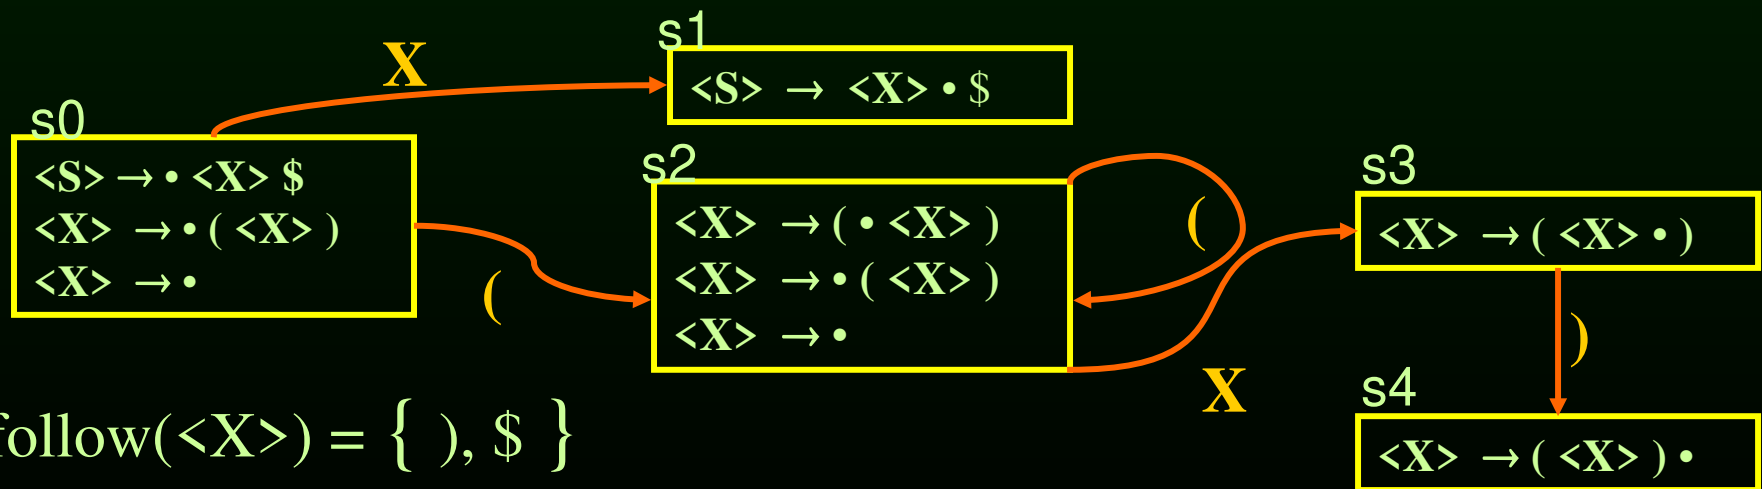 s1
X
<S> → <X> • $
s0
<S> → • <X> $
<X> → • ( <X> )
<X> → •
(
s2
<X> → ( • <X> )
<X> → • ( <X> )
<X> → •
(
X
s3
<X> → ( <X> • )
)
s4
<X> → ( <X> ) •
follow(<X>) = { ), $ }